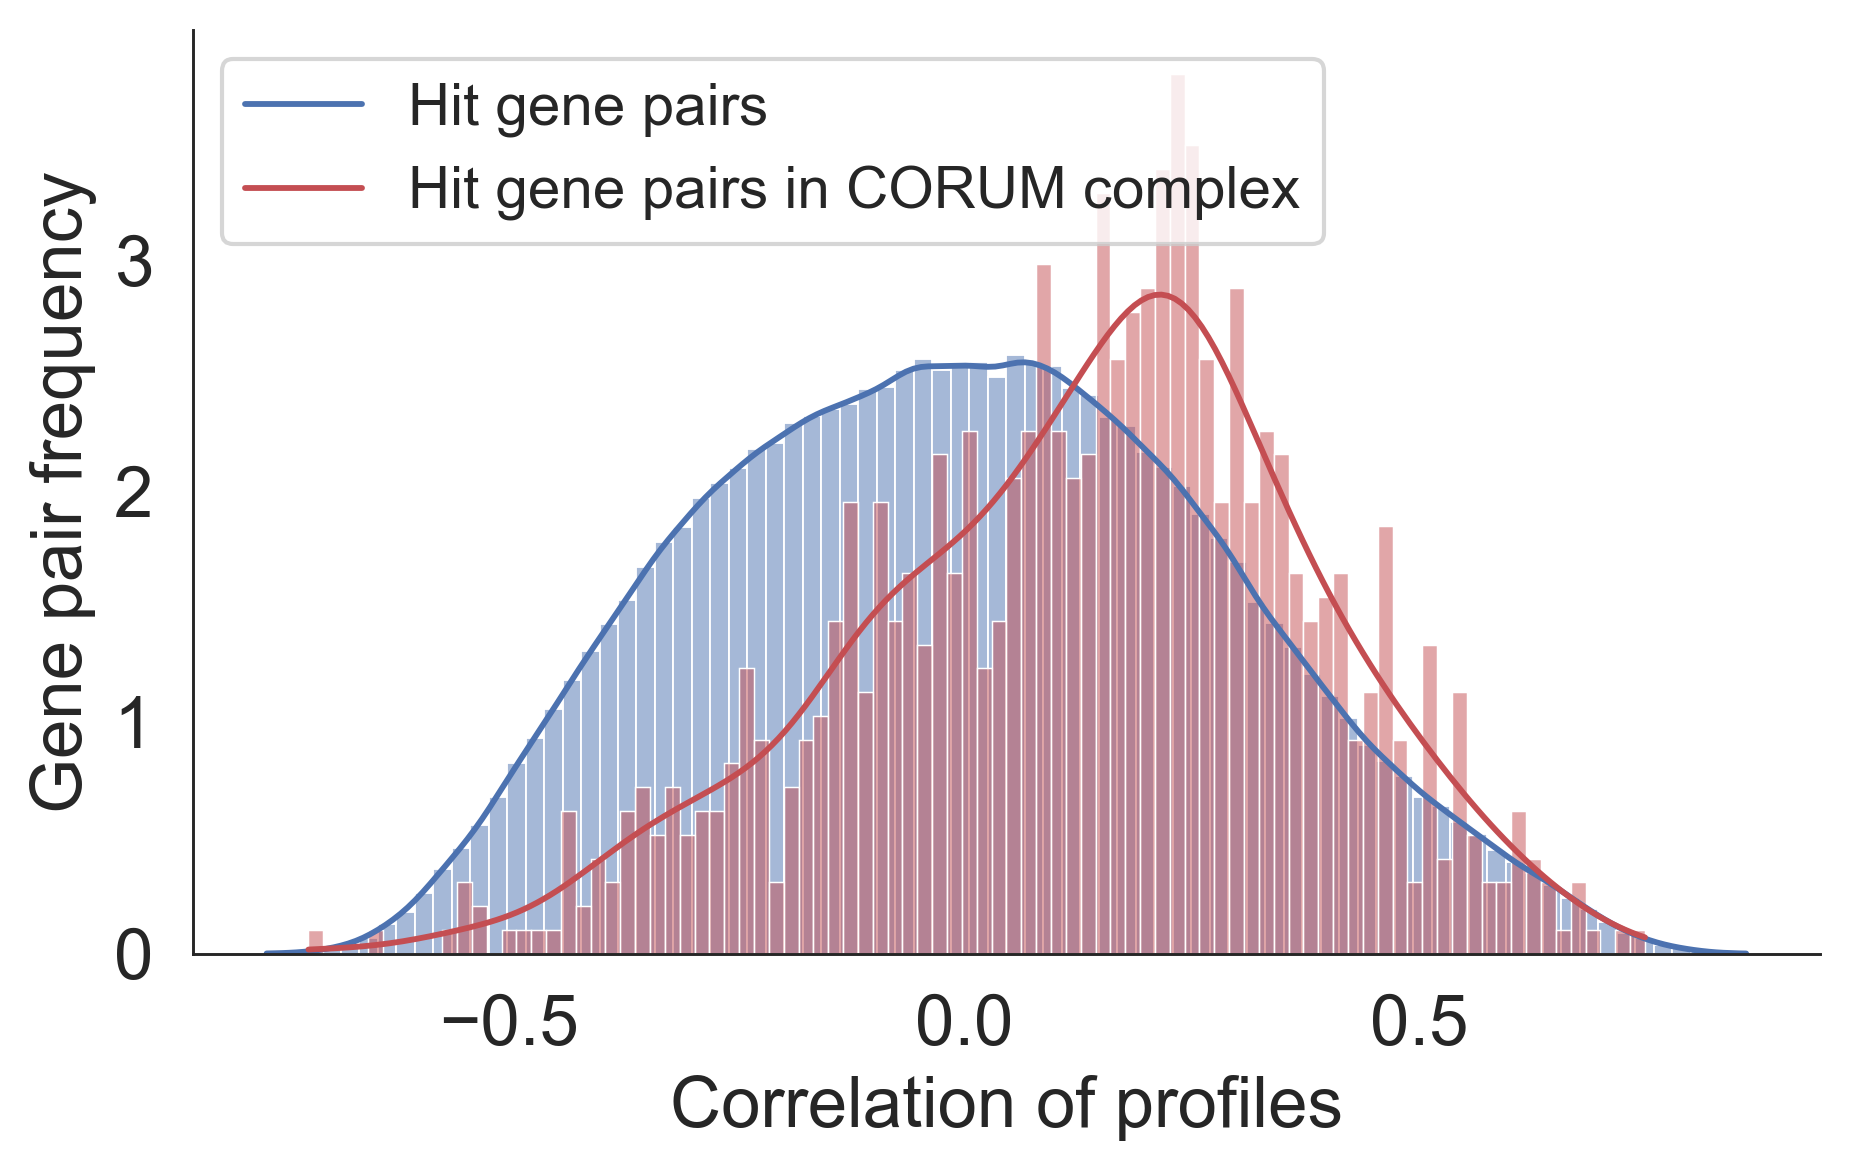 Hit gene pairs
Hit gene pairs in CORUM complex
Gene pair frequency
3
2
1
0
−0.5
0.0
0.5
Correlation of profiles